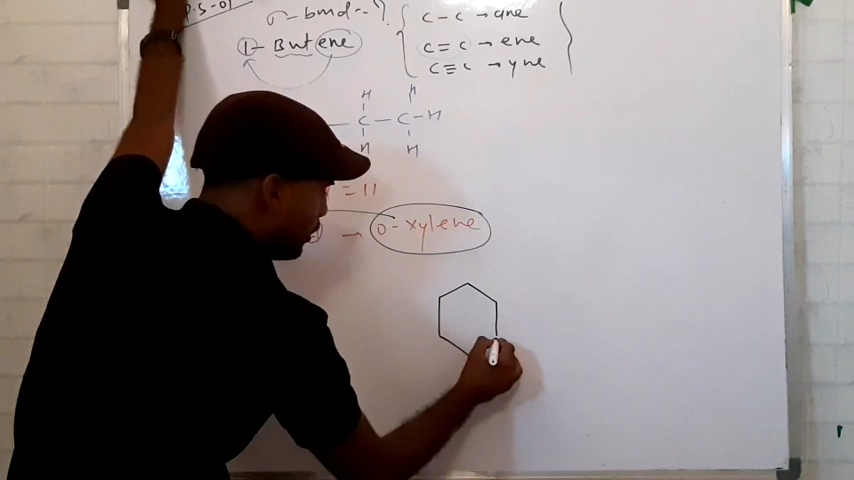 P.S-01
σ-bond--?
C-C → ane
1-Butene
C=C → ene
C≡C → yne
H H
-C-C-H
H H
= 11
→ o-xylene